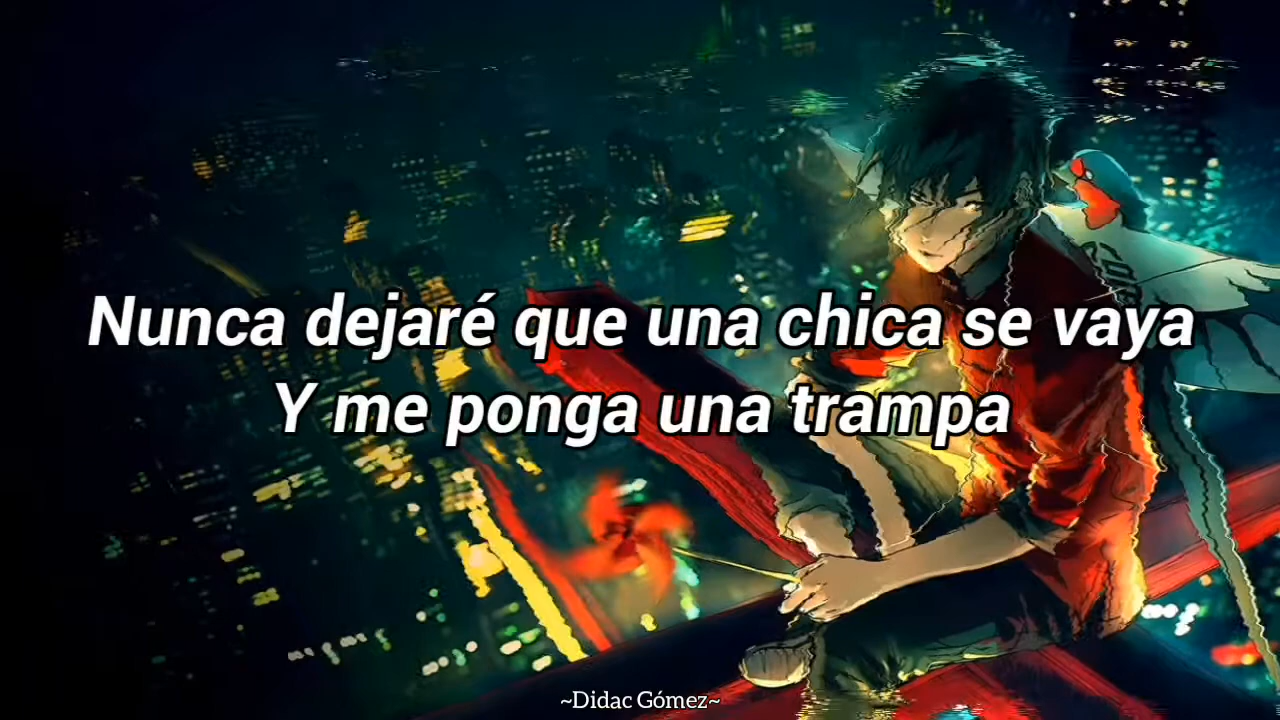 Nunca dejaré que una chica se vaya
Y me ponga una trampa
~Didac Gómez~